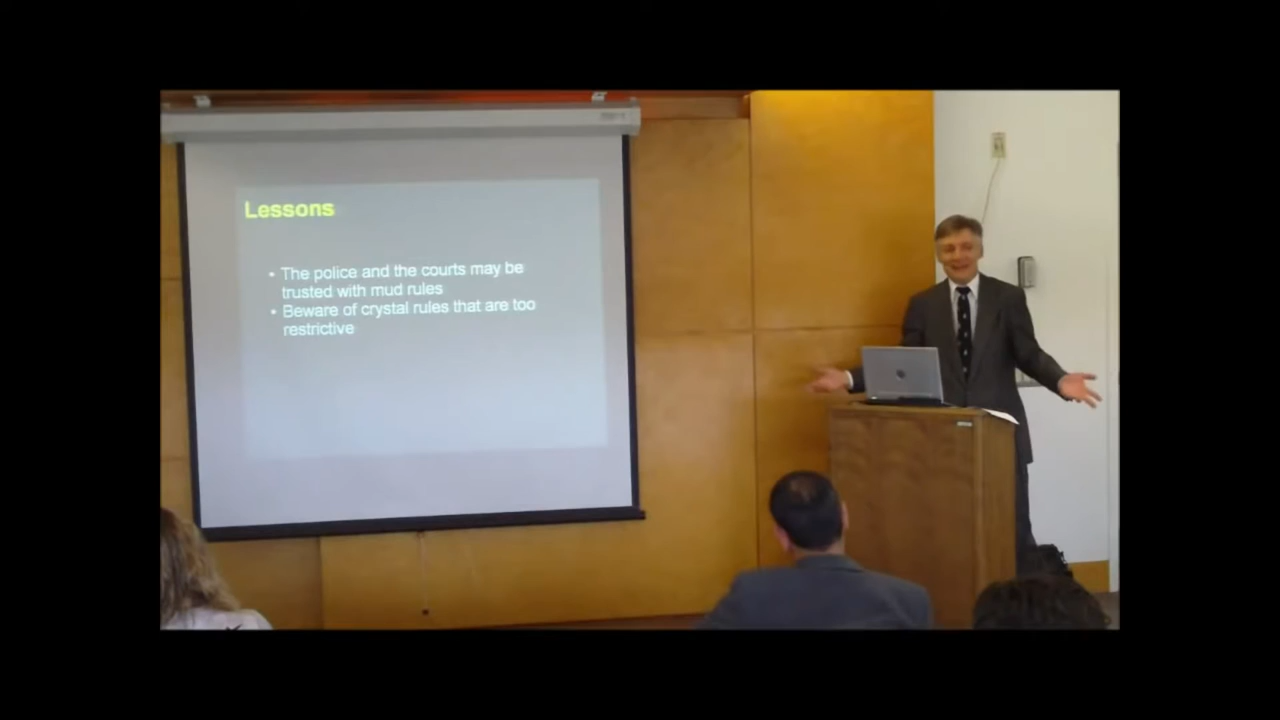 Lessons
• The police and the courts may be
trusted with mud rules
• Beware of crystal rules that are too
restrictive